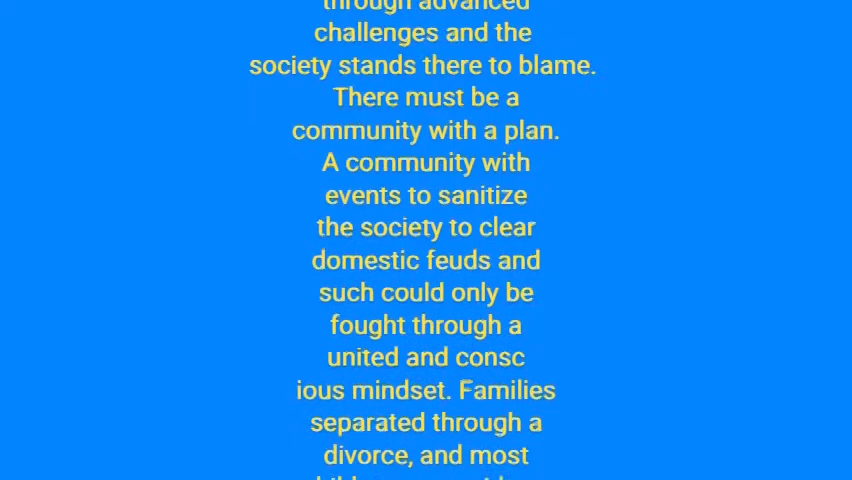 through advanced
challenges and the
society stands there to blame.
There must be a
community with a plan.
A community with
events to sanitize
the society to clear
domestic feuds and
such could only be
fought through a
united and consc
ious mindset. Families
separated through a
divorce, and most